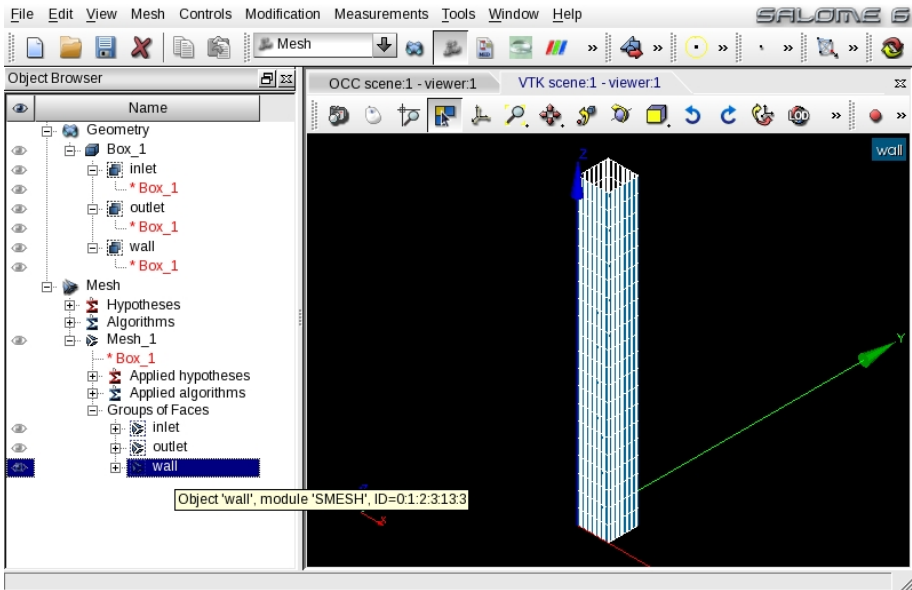 File Edit View Mesh Controls Modification Measurements Tools Window Help
SALOME 6
Mesh
Object Browser
OCC scene:1 - viewer:1 VTK scene:1 - viewer:1
Name
Geometry
Box_1
inlet
* Box_1
outlet
* Box_1
wall
* Box_1
Mesh
Hypotheses
Algorithms
Mesh_1
* Box_1
Applied hypotheses
Applied algorithms
Groups of Faces
inlet
outlet
wall
Object 'wall', module 'SMESH', ID=0:1:2:3:13:3
LOD
wall
Z
Y
X